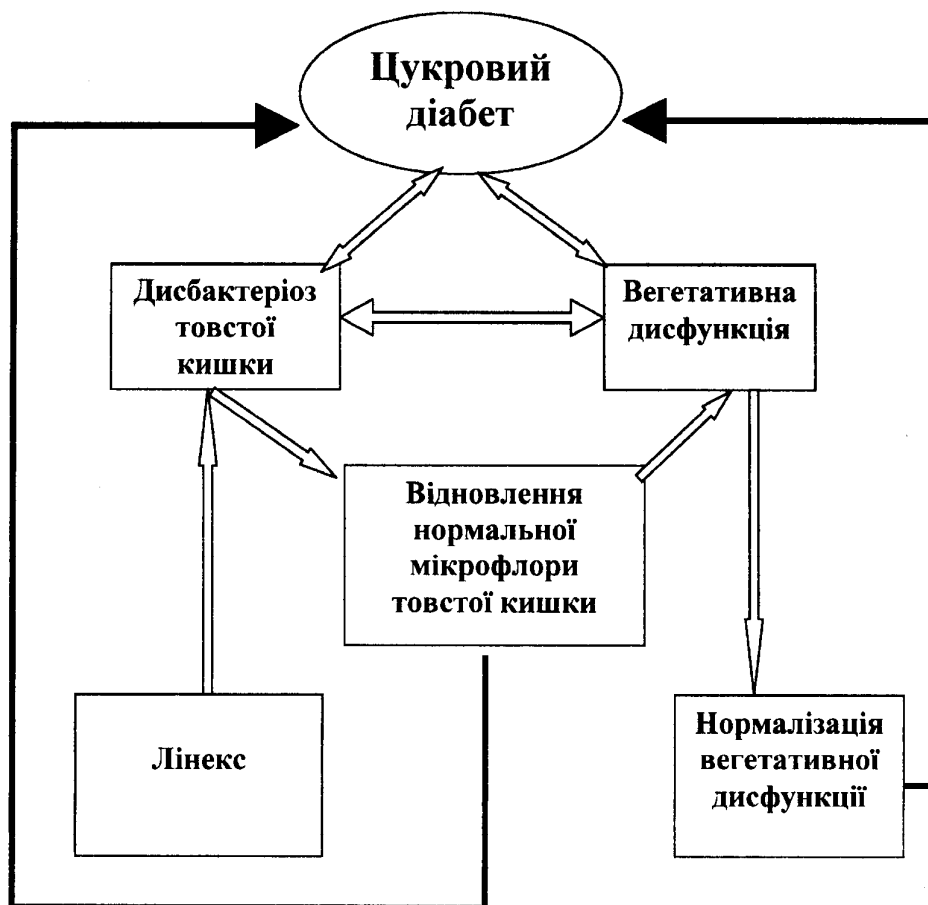 Цукровий
діабет
Дисбактеріоз
товстої
кишки
Вегетативна
дисфункція
Відновлення
нормальної
мікрофлори
товстої кишки
Лінекс
Нормалізація
вегетативної
дисфункції